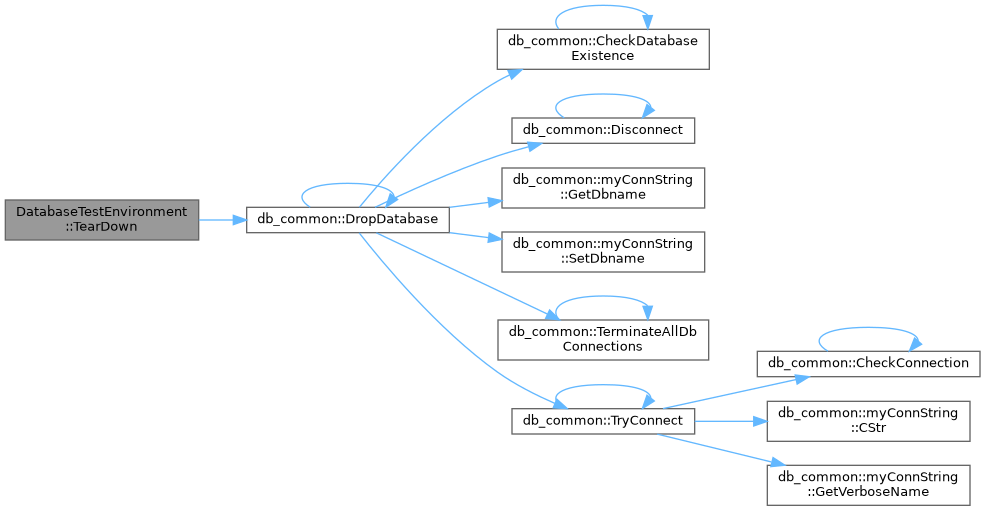 DatabaseTestEnvironment
::TearDown
db_common::DropDatabase
db_common::CheckDatabase
Existence
db_common::Disconnect
db_common::myConnString
::GetDbname
db_common::myConnString
::SetDbname
db_common::TerminateAllDb
Connections
db_common::TryConnect
db_common::CheckConnection
db_common::myConnString
::CStr
db_common::myConnString
::GetVerboseName